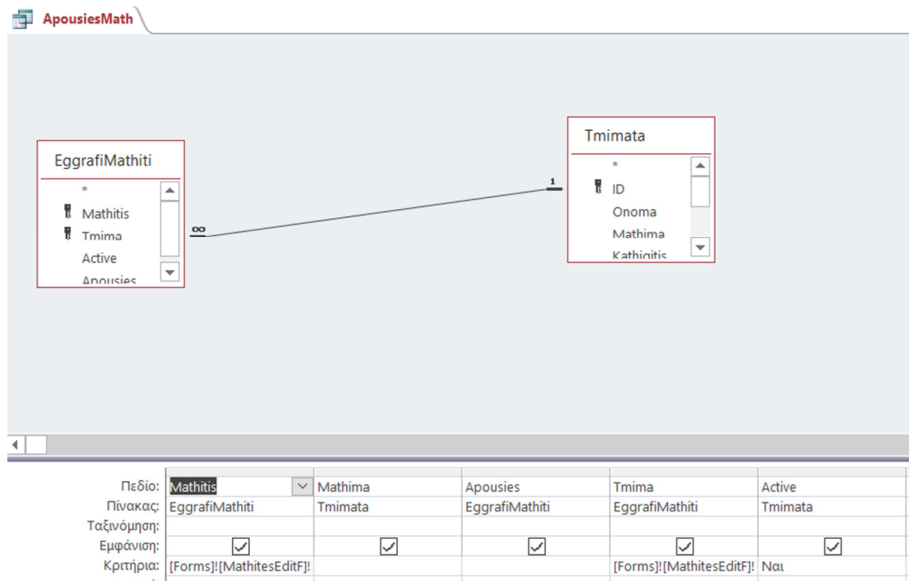 ApousiesMath
Tmimata
*
ID
Onoma
Mathima
Kathigitis
1
EggrafiMathiti
*
Mathitis
Tmima
Active
Apousies
∞
Πεδίο: Mathitis Mathima Apousies Tmima Active
Πίνακας: EggrafiMathiti Tmimata EggrafiMathiti EggrafiMathiti Tmimata
Ταξινόμηση:
Εμφάνιση:
Κριτήρια: [Forms]![MathitesEditF]! [Forms]![MathitesEditF]! Ναι